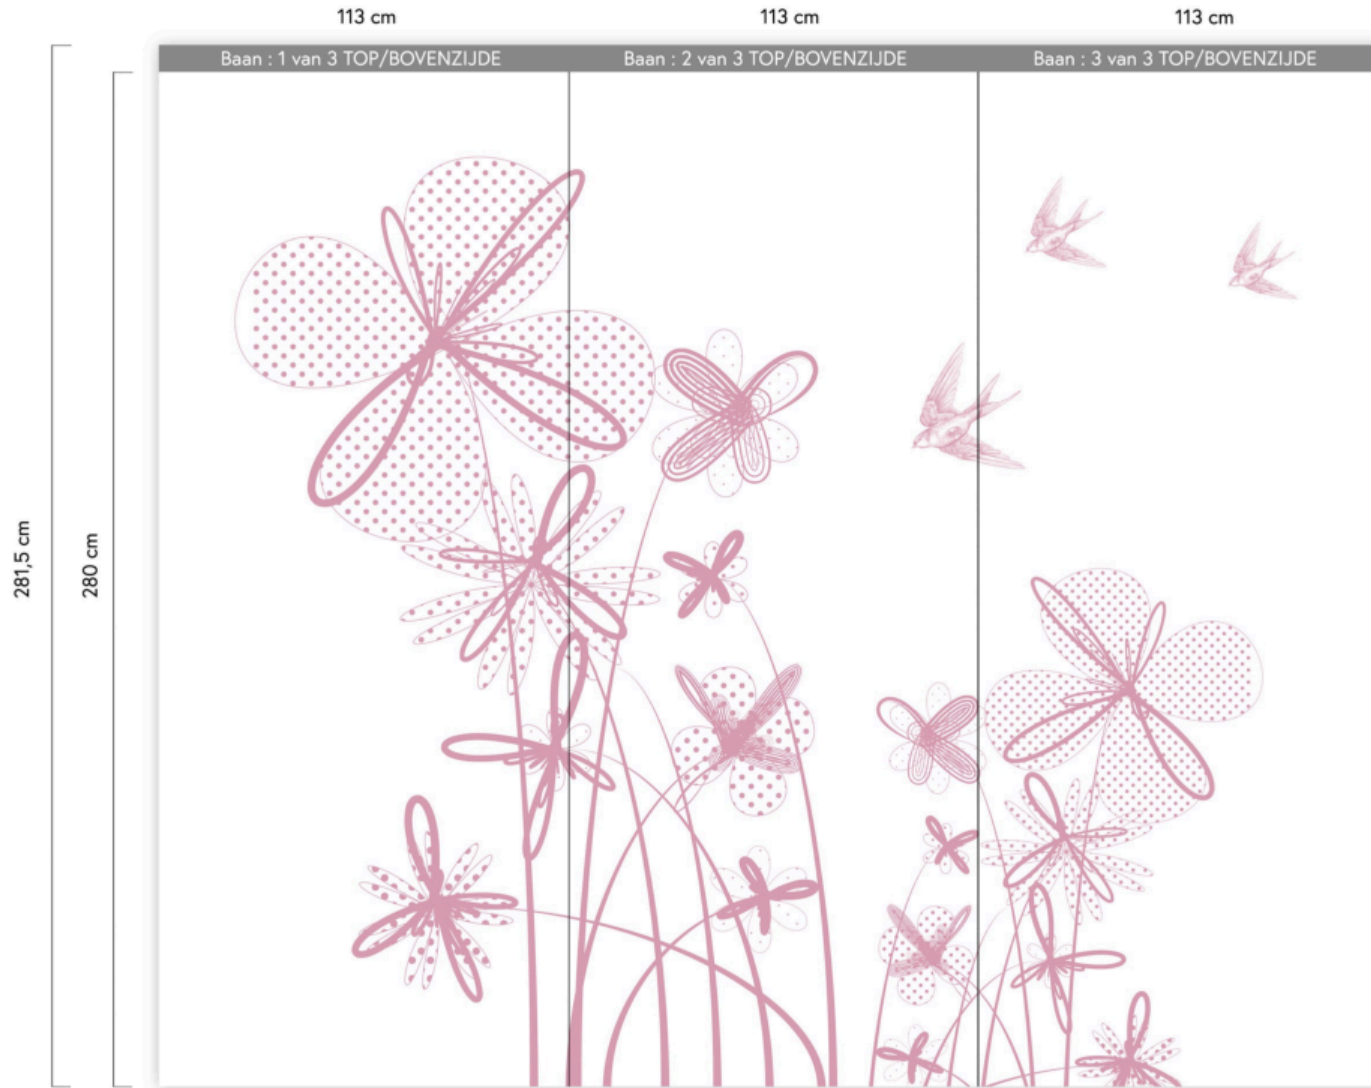 113 cm 113 cm 113 cm
Baan : 1 van 3 TOP/BOVENZIJDE Baan : 2 van 3 TOP/BOVENZIJDE Baan : 3 van 3 TOP/BOVENZIJDE
281,5 cm
280 cm